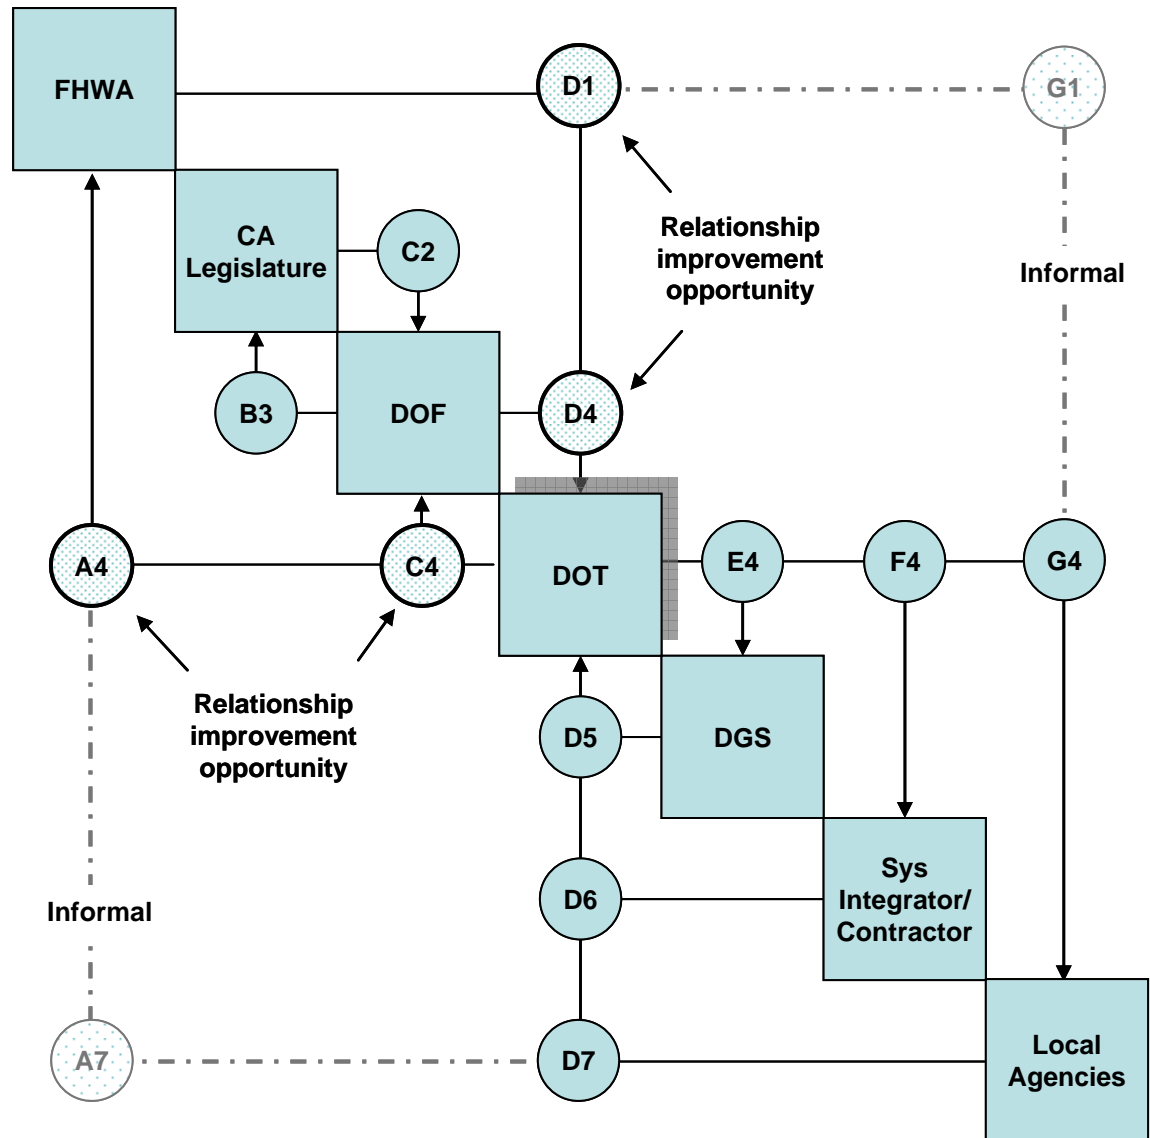 FHWA
D1
G1
CA
Legislature
C2
Relationship
improvement
opportunity
Informal
B3
DOF
D4
A4
C4
DOT
E4
F4
G4
Relationship
improvement
opportunity
D5
DGS
D6
Sys
Integrator/
Contractor
Informal
A7
D7
Local
Agencies